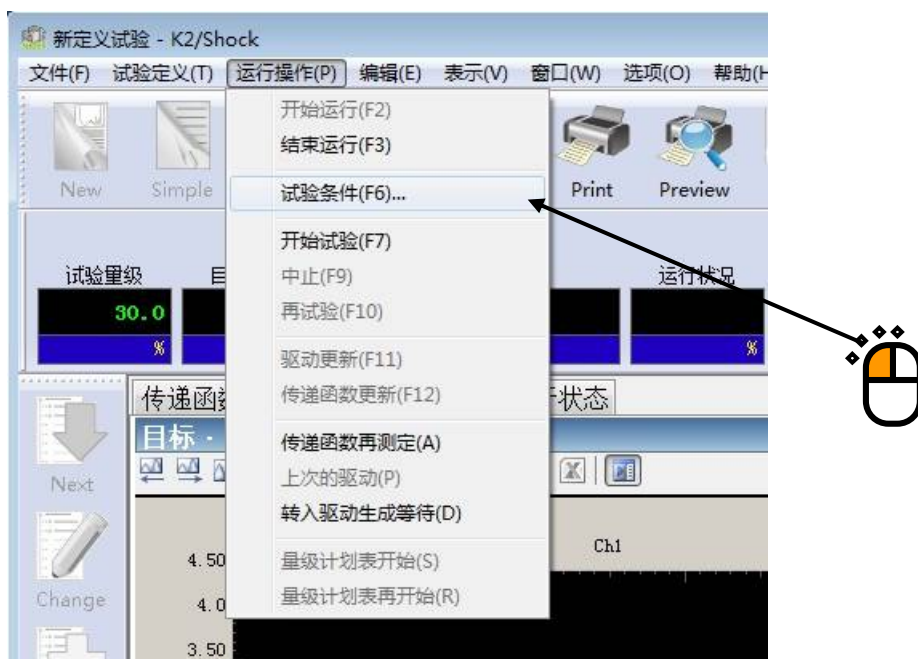 新定义试验 - K2/Shock
文件(F) 试验定义(T) 运行操作(P) 编辑(E) 表示(V) 窗口(W) 选项(O) 帮助(H
开始运行(F2)
结束运行(F3)
New Simple Print Preview
试验条件(F6)...
开始试验(F7)
试验量级 目 中止(F9) 运行状况
30.0 再试验(F10)
% %
驱动更新(F11)
传递函 传递函数更新(F12) 状态
目标 · 传递函数再测定(A)
Next 上次的驱动(P)
转入驱动生成等待(D)
4.50 量级计划表开始(S) Ch1
Change 4.0 量级计划表再开始(R)
3.50